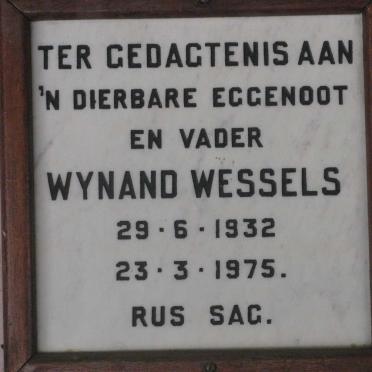 TER GEDAGTENIS AAN
'N DIERBARE EGGENOOT
EN VADER
WYNAND WESSELS
29·6·1932
23·3·1975.
RUS SAG.